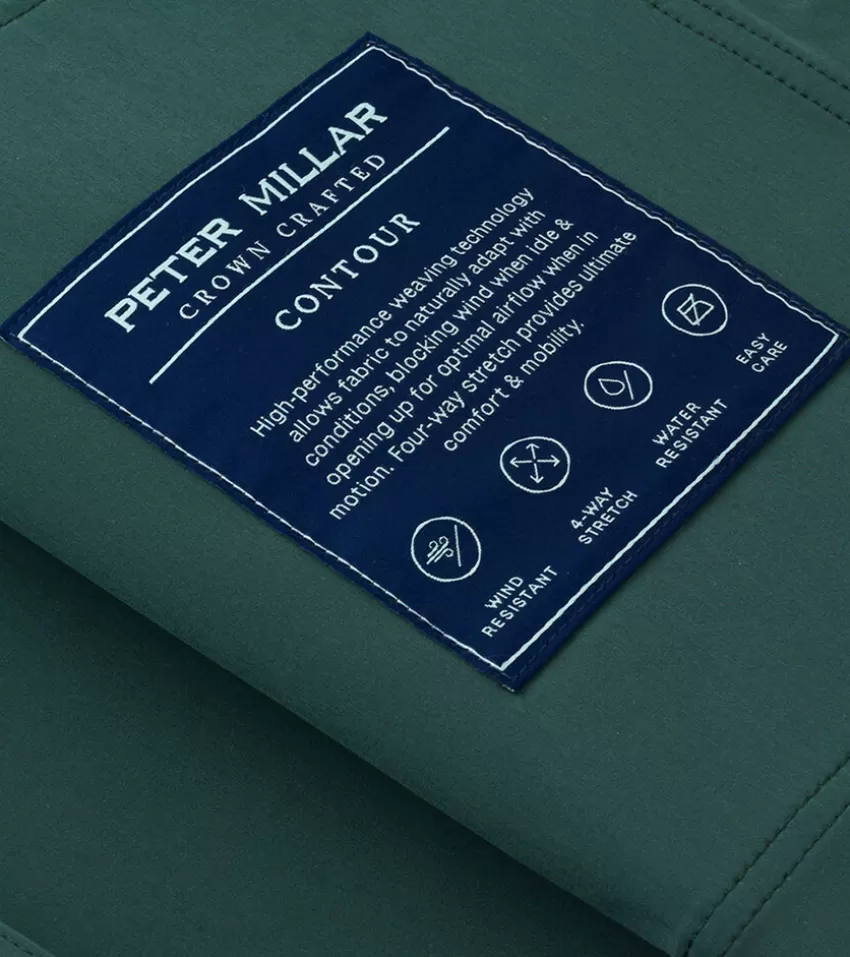 PETER MILLAR
CROWN CRAFTED
CONTOUR
High-performance weaving technology
allows fabric to naturally adapt with
conditions, blocking wind when idle &
opening up for optimal airflow when in
motion. Four-way stretch provides ultimate
comfort & mobility.
WIND
RESISTANT
4-WAY
STRETCH
WATER
RESISTANT
EASY
CARE